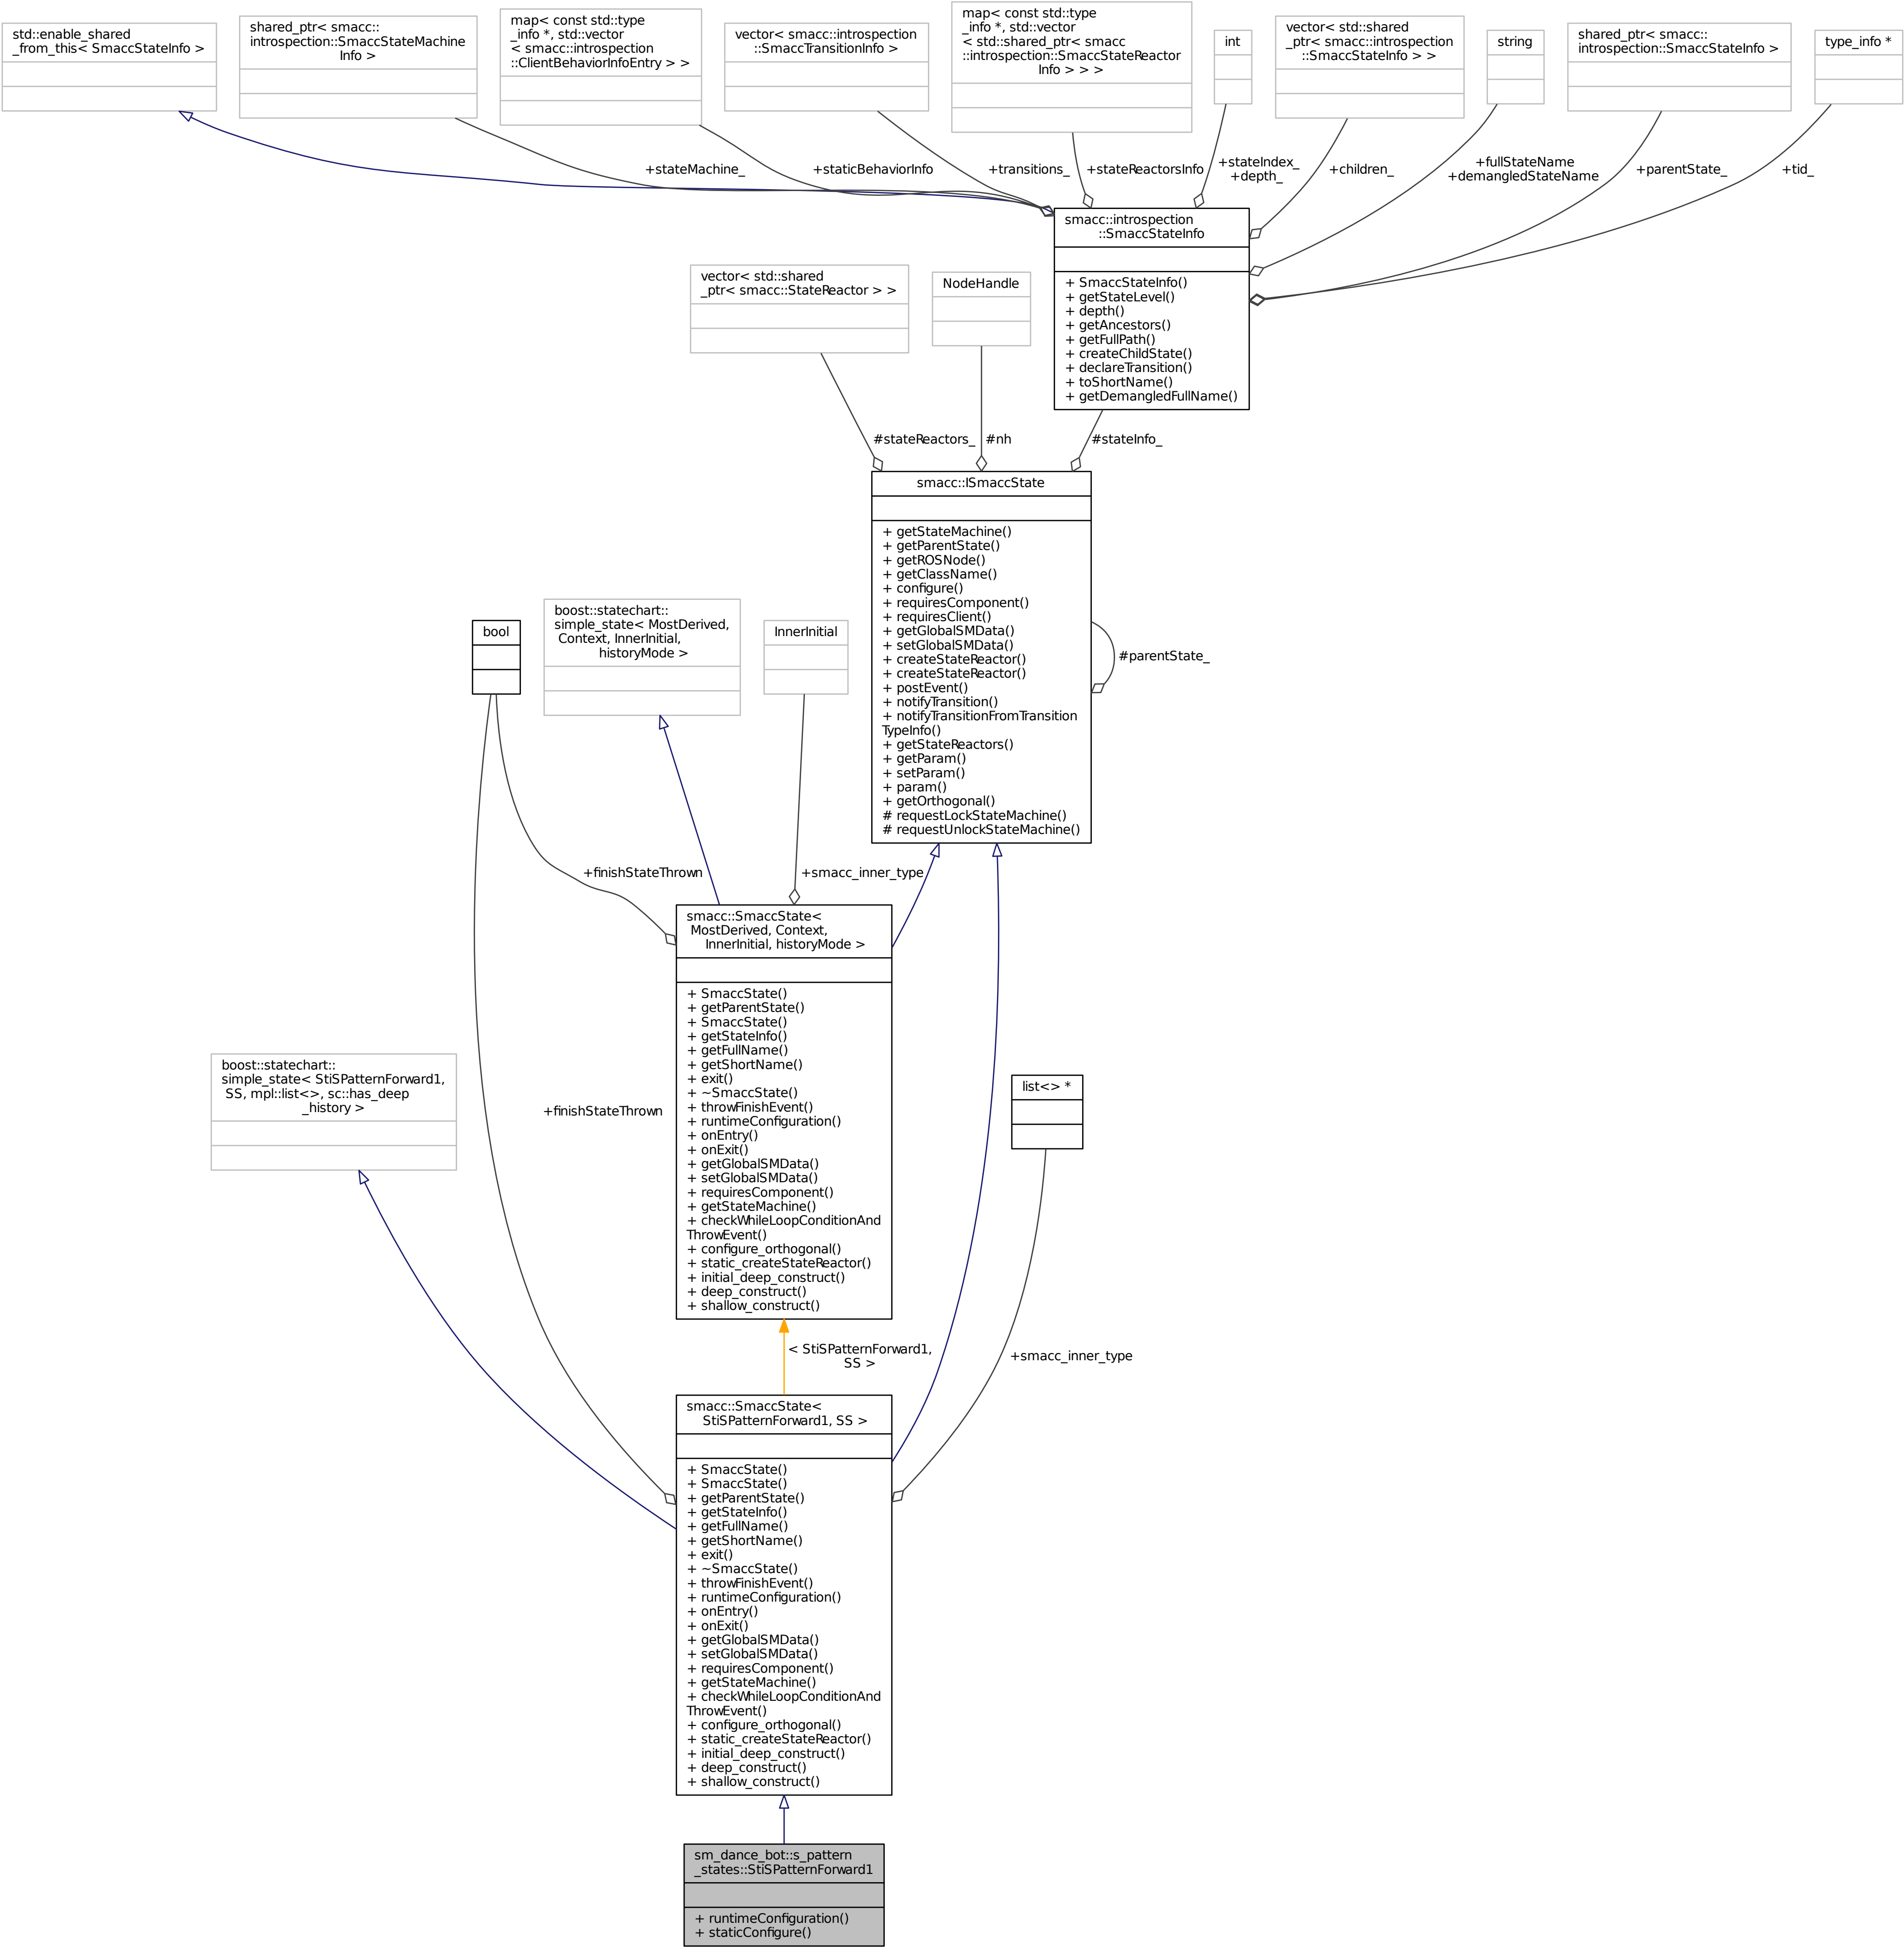 std::enable_shared
_from_this< SmaccStateInfo >
shared_ptr< smacc::
introspection::SmaccStateMachine
Info >
map< const std::type
_info *, std::vector
< smacc::introspection
::ClientBehaviorInfoEntry > >
vector< smacc::introspection
::SmaccTransitionInfo >
map< const std::type
_info *, std::vector
< std::shared_ptr< smacc
::introspection::SmaccStateReactor
Info > > >
int
vector< std::shared
_ptr< smacc::introspection
::SmaccStateInfo > >
string
shared_ptr< smacc::
introspection::SmaccStateInfo >
type_info *
+stateMachine_
+staticBehaviorInfo
+transitions_
+stateReactorsInfo
+stateIndex_
+depth_
+children_
+fullStateName
+demangledStateName
+parentState_
+tid_
smacc::introspection
::SmaccStateInfo
+ SmaccStateInfo()
+ getStateLevel()
+ depth()
+ getAncestors()
+ getFullPath()
+ createChildState()
+ declareTransition()
+ toShortName()
+ getDemangledFullName()
vector< std::shared
_ptr< smacc::StateReactor > >
NodeHandle
#stateReactors_
#nh
#stateInfo_
smacc::ISmaccState
+ getStateMachine()
+ getParentState()
+ getROSNode()
+ getClassName()
+ configure()
+ requiresComponent()
+ requiresClient()
+ getGlobalSMData()
+ setGlobalSMData()
+ createStateReactor()
+ createStateReactor()
+ postEvent()
+ notifyTransition()
+ notifyTransitionFromTransition
TypeInfo()
+ getStateReactors()
+ getParam()
+ setParam()
+ param()
+ getOrthogonal()
# requestLockStateMachine()
# requestUnlockStateMachine()
#parentState_
bool
boost::statechart::
simple_state< MostDerived,
Context, InnerInitial,
historyMode >
InnerInitial
+finishStateThrown
+smacc_inner_type
smacc::SmaccState<
MostDerived, Context,
InnerInitial, historyMode >
+ SmaccState()
+ getParentState()
+ SmaccState()
+ getStateInfo()
+ getFullName()
+ getShortName()
+ exit()
+ ~SmaccState()
+ throwFinishEvent()
+ runtimeConfiguration()
+ onEntry()
+ onExit()
+ getGlobalSMData()
+ setGlobalSMData()
+ requiresComponent()
+ getStateMachine()
+ checkWhileLoopConditionAnd
ThrowEvent()
+ configure_orthogonal()
+ static_createStateReactor()
+ initial_deep_construct()
+ deep_construct()
+ shallow_construct()
boost::statechart::
simple_state< StiSPatternForward1,
SS, mpl::list<>, sc::has_deep
_history >
+finishStateThrown
list<> *
< StiSPatternForward1,
SS >
+smacc_inner_type
smacc::SmaccState<
StiSPatternForward1, SS >
+ SmaccState()
+ SmaccState()
+ getParentState()
+ getStateInfo()
+ getFullName()
+ getShortName()
+ exit()
+ ~SmaccState()
+ throwFinishEvent()
+ runtimeConfiguration()
+ onEntry()
+ onExit()
+ getGlobalSMData()
+ setGlobalSMData()
+ requiresComponent()
+ getStateMachine()
+ checkWhileLoopConditionAnd
ThrowEvent()
+ configure_orthogonal()
+ static_createStateReactor()
+ initial_deep_construct()
+ deep_construct()
+ shallow_construct()
sm_dance_bot::s_pattern
_states::StiSPatternForward1
+ runtimeConfiguration()
+ staticConfigure()